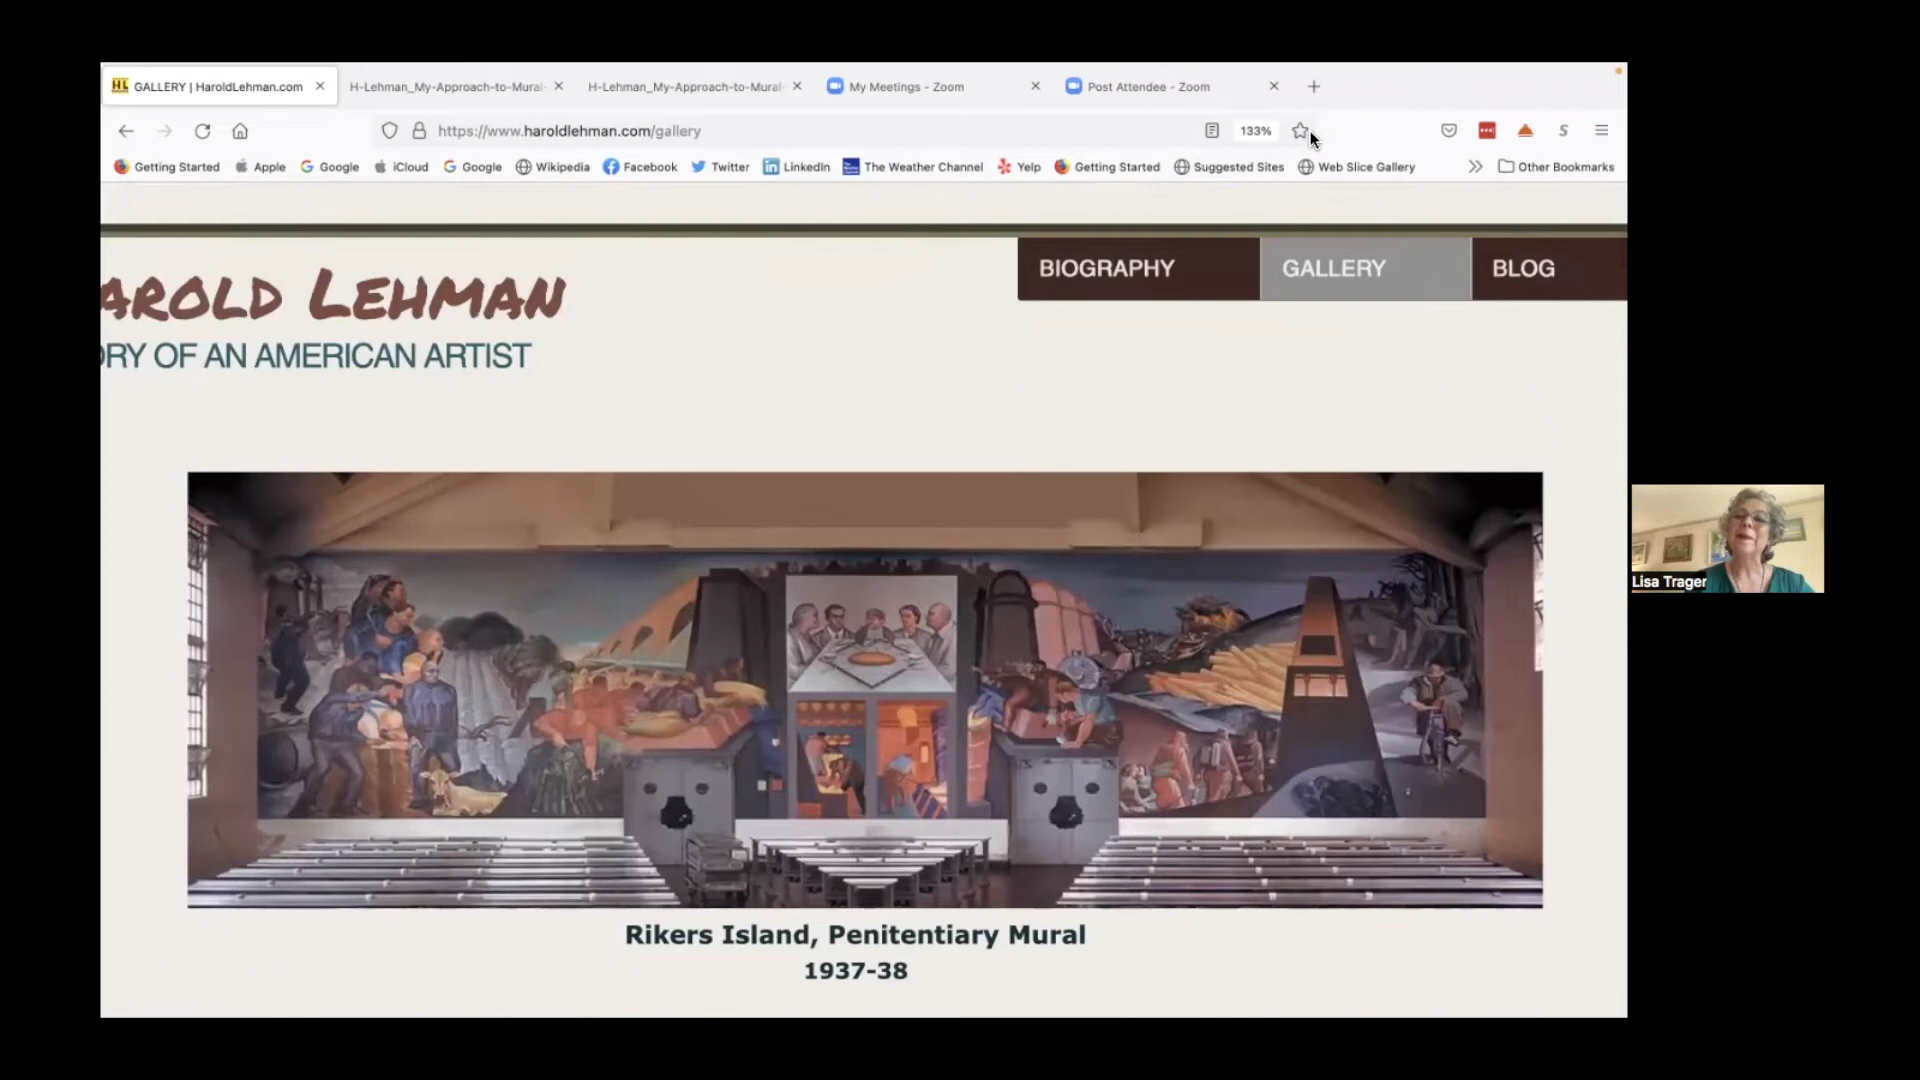 GALLERY | HaroldLehman.com
H-Lehman_My-Approach-to-Mural-
H-Lehman_My-Approach-to-Mural-
My Meetings - Zoom
Post Attendee - Zoom
https://www.haroldlehman.com/gallery
133%
Getting Started Apple Google iCloud Google Wikipedia Facebook Twitter LinkedIn The Weather Channel Yelp Getting Started Suggested Sites Web Slice Gallery Other Bookmarks
BIOGRAPHY GALLERY BLOG
AROLD LEHMAN
ORY OF AN AMERICAN ARTIST
Lisa Trager
Rikers Island, Penitentiary Mural
1937-38